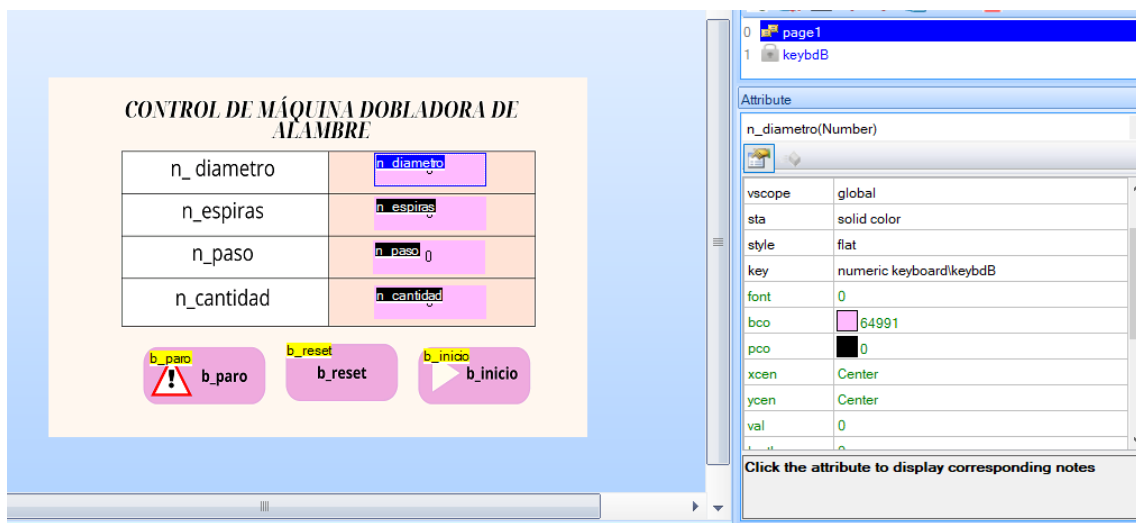 0 page1
1 keybdB
Attribute
n_diametro(Number)
vscope global
sta solid color
style flat
key numeric keyboard\keybdB
font 0
bco 64991
pco 0
xcen Center
ycen Center
val 0
Click the attribute to display corresponding notes
CONTROL DE MÁQUINA DOBLADORA DE
ALAMBRE
n_ diametro n_diametro
n_espiras n_espiras
n_paso n_paso 0
n_cantidad n_cantidad
b_paro b_reset b_inicio
b_paro b_reset b_inicio